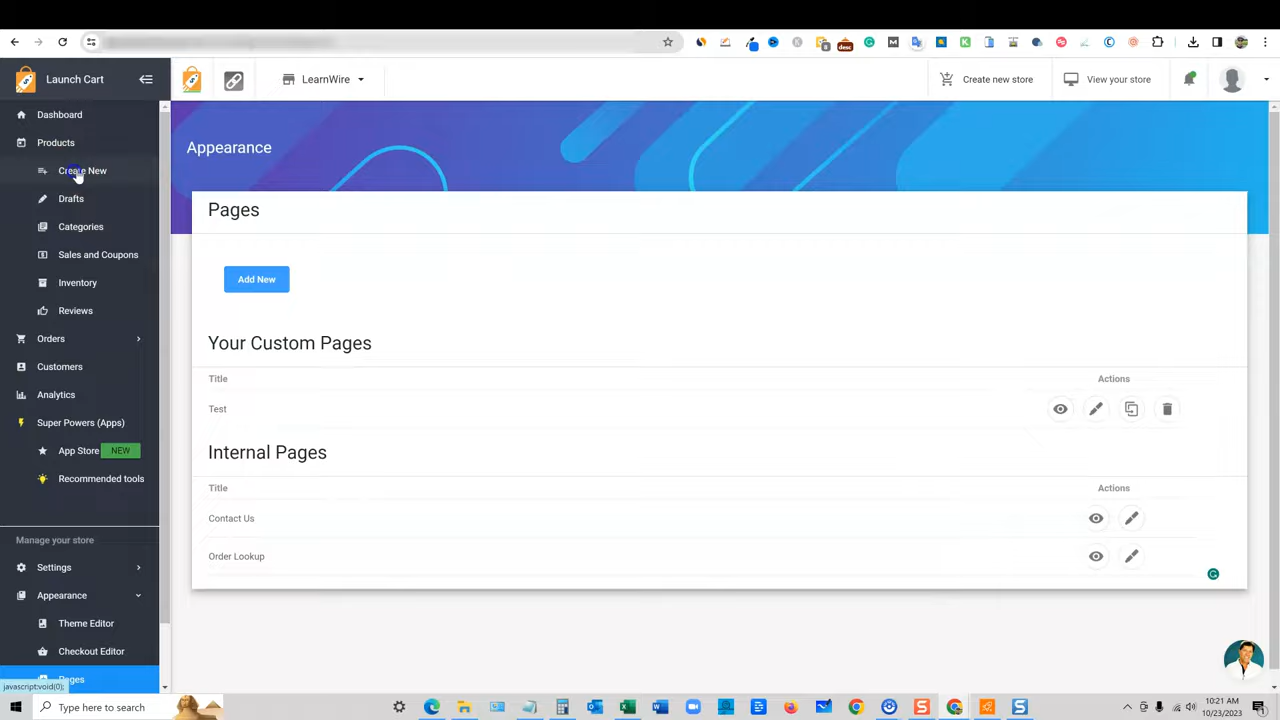 Launch Cart
LearnWire
Create new store
View your store
Dashboard
Products
Create New
Drafts
Categories
Sales and Coupons
Inventory
Reviews
Orders
Customers
Analytics
Super Powers (Apps)
App Store NEW
Recommended tools
Manage your store
Settings
Appearance
Theme Editor
Checkout Editor
Pages
javascript:void(0);
Appearance
Pages
Add New
Your Custom Pages
Title Actions
Test
Internal Pages
Title Actions
Contact Us
Order Lookup
Type here to search
10:21 AM
10/23/2023